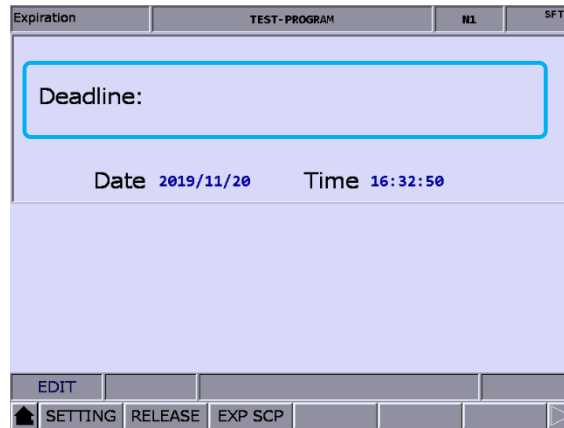 Expiration TEST-PROGRAM N1 SFT
Deadline:
Date 2019/11/20 Time 16:32:50
EDIT
SETTING RELEASE EXP SCP